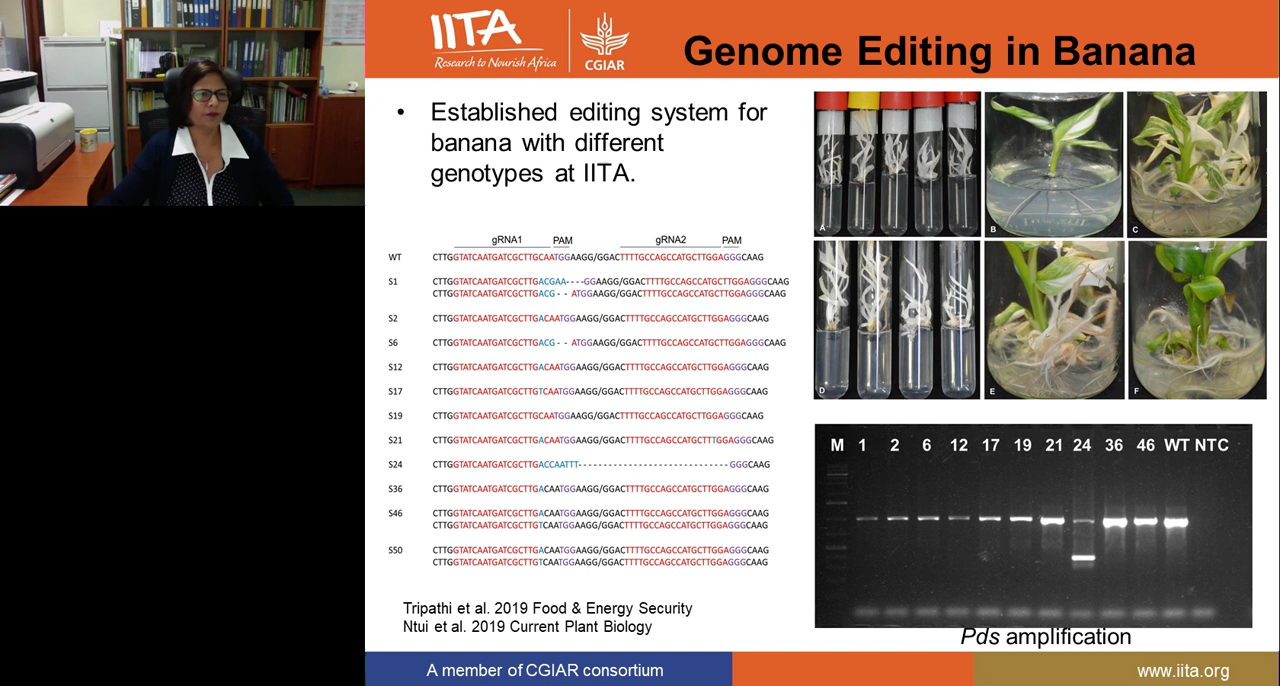 IITA
Research to Nourish Africa
CGIAR
Genome Editing in Banana
• Established editing system for
banana with different
genotypes at IITA.
gRNA1 PAM gRNA2 PAM
WT CTTGGTATCAATGATCGCTTGCAATGGAAGG/GGACTTTTGCCAGCCATGCTTGGAGGGCAAG
S1 CTTGGTATCAATGATCGCTTGACGAA----GGAAGG/GGACTTTTGCCAGCCATGCTTGGAGGGCAAG
CTTGGTATCAATGATCGCTTGACG- - ATGGAAGG/GGACTTTTGCCAGCCATGCTTGGAGGGCAAG
S2 CTTGGTATCAATGATCGCTTGACAATGGAAGG/GGACTTTTGCCAGCCATGCTTGGAGGGCAAG
S6 CTTGGTATCAATGATCGCTTGACG- - ATGGAAGG/GGACTTTTGCCAGCCATGCTTGGAGGGCAAG
S12 CTTGGTATCAATGATCGCTTGACAATGGAAGG/GGACTTTTGCCAGCCATGCTTGGAGGGCAAG
S17 CTTGGTATCAATGATCGCTTGTCAATGGAAGG/GGACTTTTGCCAGCCATGCTTGGAGGGCAAG
S19 CTTGGTATCAATGATCGCTTGCAATGGAAGG/GGACTTTTGCCAGCCATGCTTGGAGGGCAAG
S21 CTTGGTATCAATGATCGCTTGACAATGGAAGG/GGACTTTTGCCAGCCATGCTTTGGAGGGCAAG
S24 CTTGGTATCAATGATCGCTTGACCAATTT----------------------------GGGCAAG
S36 CTTGGTATCAATGATCGCTTGACAATGGAAGG/GGACTTTTGCCAGCCATGCTTGGAGGGCAAG
S46 CTTGGTATCAATGATCGCTTGACAATGGAAGG/GGACTTTTGCCAGCCATGCTTGGAGGGCAAG
CTTGGTATCAATGATCGCTTGTCAATGGAAGG/GGACTTTTGCCAGCCATGCTTGGAGGGCAAG
S50 CTTGGTATCAATGATCGCTTGACAATGGAAGG/GGACTTTTGCCAGCCATGCTTGGAGGGCAAG
CTTGGTATCAATGATCGCTTGTCAATGGAAGG/GGACTTTTGCCAGCCATGCTTGGAGGGCAAG
Tripathi et al. 2019 Food & Energy Security
Ntui et al. 2019 Current Plant Biology
A B C
D E F
M 1 2 6 12 17 19 21 24 36 46 WT NTC
Pds amplification
A member of CGIAR consortium
www.iita.org